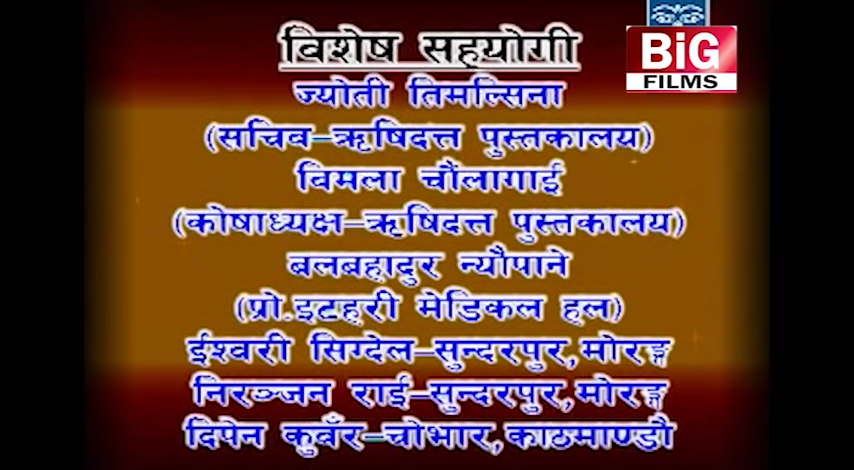 विशेष सहयोगी
BiG
FILMS
ज्योती तिमल्सिना
(सचिव-ऋषिदत्त पुस्तकालय)
विमला चौंलागाई
(कोषाध्यक्ष-ऋषिदत्त पुस्तकालय)
बलबहादुर न्यौपाने
(प्रो.इटहरी मेडिकल हल)
ईश्वरी सिग्देल-सुन्दरपुर,मोरङ्ग
निरञ्जन राई-सुन्दरपुर,मोरङ्ग
दिपेन कुवँर-चोभार,काठमाण्डौ